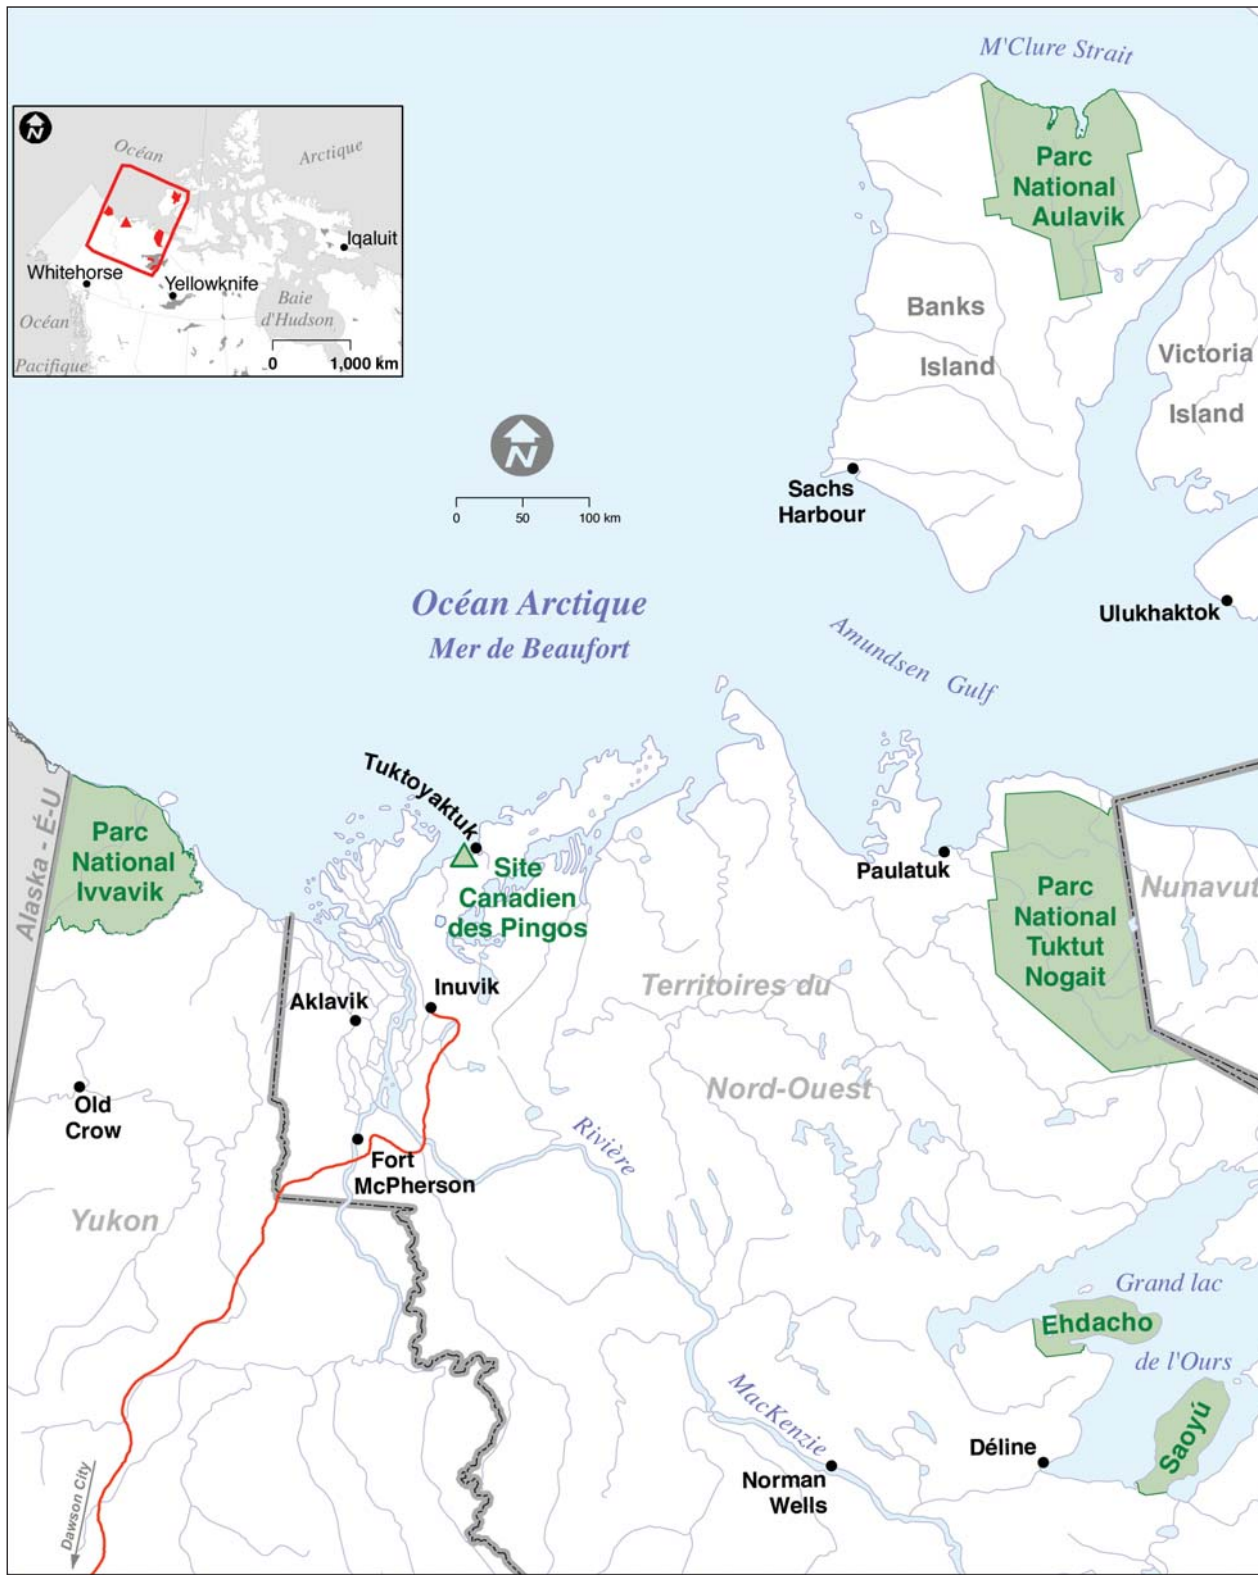 M'Clure Strait
N
Océan
Arctique
Iqaluit
Whitehorse
Yellowknife
Océan
Pacifique
Baie
d'Hudson
0
1,000 km
Parc
National
Aulavik
Banks
Island
Victoria
Island
N
0
50
100 km
Sachs
Harbour
Océan Arctique
Mer de Beaufort
Ulukhaktok
Amundsen Gulf
Alaska - É-U
Parc
National
Ivvavik
Tuktoyaktuk
Site
Canadien
des Pingos
Paulatuk
Parc
National
Tuktut
Nogait
Nunavut
Territoires du
Nord-Ouest
Inuvik
Aklavik
Old
Crow
Fort
McPherson
Rivière
MacKenzie
Yukon
Grand lac
de l'Ours
Ehdacho
Saoyú
Déline
Norman
Wells
Dawson City